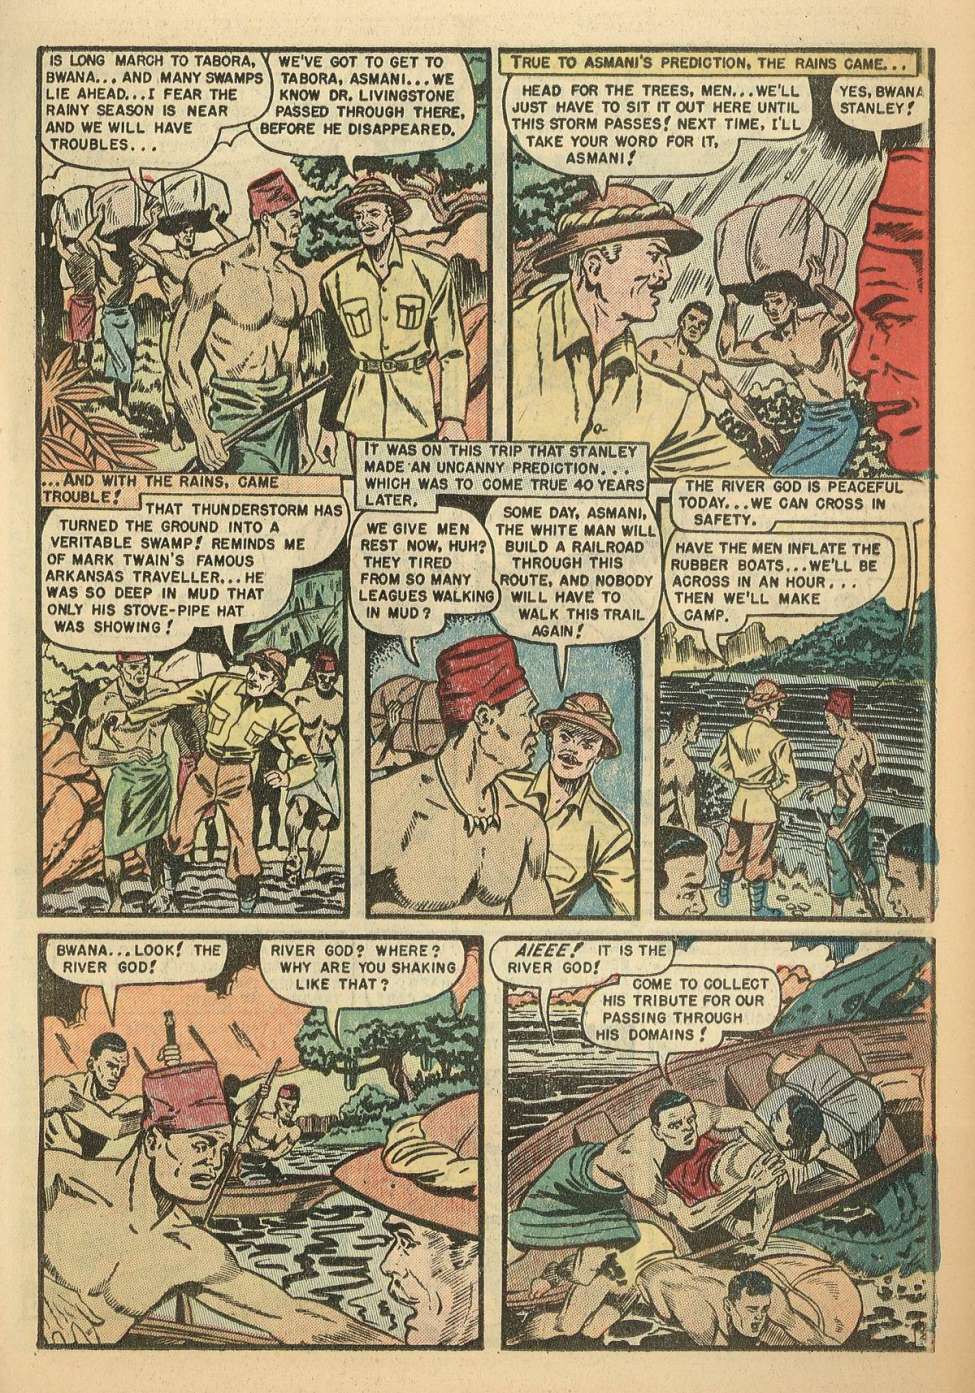 IS LONG MARCH TO TABORA,
BWANA... AND MANY SWAMPS
LIE AHEAD... I FEAR THE
RAINY SEASON IS NEAR
AND WE WILL HAVE
TROUBLES...
WE'VE GOT TO GET TO
TABORA, ASMANI... WE
KNOW DR. LIVINGSTONE
PASSED THROUGH THERE,
BEFORE HE DISAPPEARED.
TRUE TO ASMANI'S PREDICTION, THE RAINS CAME...
HEAD FOR THE TREES, MEN... WE'LL
JUST HAVE TO SIT IT OUT HERE UNTIL
THIS STORM PASSES! NEXT TIME, I'LL
TAKE YOUR WORD FOR IT,
ASMANI!
YES, BWANA
STANLEY!
...AND WITH THE RAINS, CAME
TROUBLE!
THAT THUNDERSTORM HAS
TURNED THE GROUND INTO A
VERITABLE SWAMP! REMINDS ME
OF MARK TWAIN'S FAMOUS
ARKANSAS TRAVELLER... HE
WAS SO DEEP IN MUD THAT
ONLY HIS STOVE-PIPE HAT
WAS SHOWING!
IT WAS ON THIS TRIP THAT STANLEY
MADE AN UNCANNY PREDICTION...
WHICH WAS TO COME TRUE 40 YEARS
LATER.
WE GIVE MEN
REST NOW, HUH?
THEY TIRED
FROM SO MANY
LEAGUES WALKING
IN MUD?
SOME DAY, ASMANI,
THE WHITE MAN WILL
BUILD A RAILROAD
THROUGH THIS
ROUTE, AND NOBODY
WILL HAVE TO
WALK THIS TRAIL
AGAIN!
THE RIVER GOD IS PEACEFUL
TODAY... WE CAN CROSS IN
SAFETY.
HAVE THE MEN INFLATE THE
RUBBER BOATS... WE'LL BE
ACROSS IN AN HOUR...
THEN WE'LL MAKE
CAMP.
BWANA... LOOK! THE
RIVER GOD!
RIVER GOD? WHERE?
WHY ARE YOU SHAKING
LIKE THAT?
AIEEE! IT IS THE
RIVER GOD!
COME TO COLLECT
HIS TRIBUTE FOR OUR
PASSING THROUGH
HIS DOMAINS!